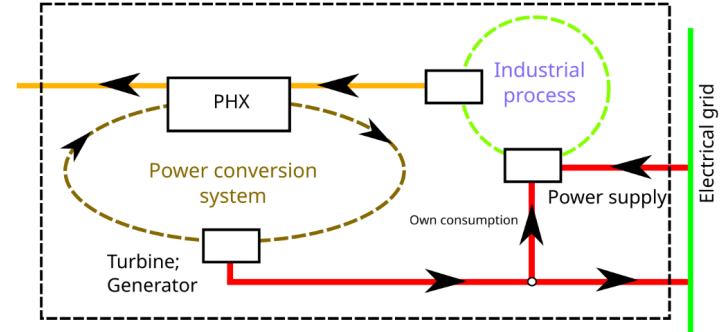 Industrial
process
PHX
Electrical grid
Power conversion
system
Power supply
Own consumption
Turbine;
Generator